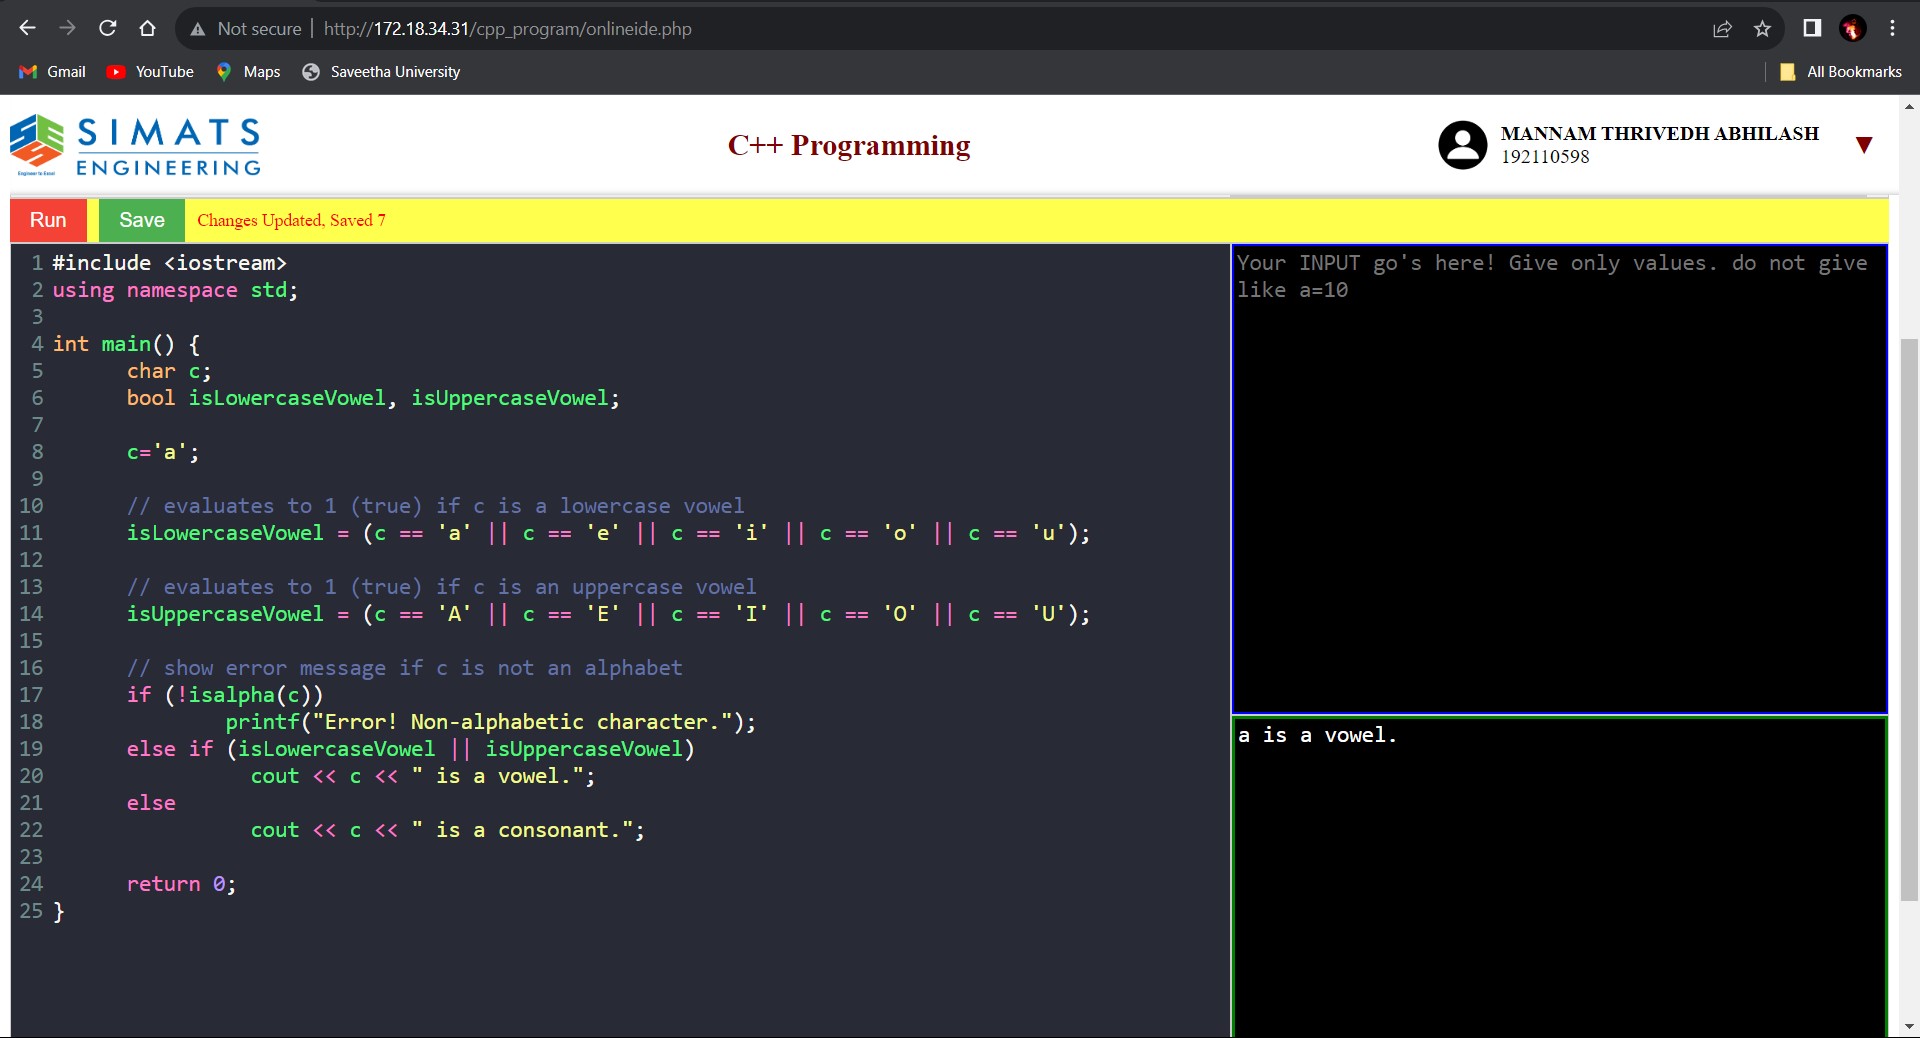 Not secure http://172.18.34.31/cpp_program/onlineide.php
Gmail YouTube Maps Saveetha University All Bookmarks
SIMATS
ENGINEERING
Engineer to Excel
C++ Programming
MANNAM THRIVEDH ABHILASH
192110598
Run Save Changes Updated, Saved 7
1 #include <iostream>
2 using namespace std;
3
4 int main() {
5 char c;
6 bool isLowercaseVowel, isUppercaseVowel;
7
8 c='a';
9
10 // evaluates to 1 (true) if c is a lowercase vowel
11 isLowercaseVowel = (c == 'a' || c == 'e' || c == 'i' || c == 'o' || c == 'u');
12
13 // evaluates to 1 (true) if c is an uppercase vowel
14 isUppercaseVowel = (c == 'A' || c == 'E' || c == 'I' || c == 'O' || c == 'U');
15
16 // show error message if c is not an alphabet
17 if (!isalpha(c))
18 printf("Error! Non-alphabetic character.");
19 else if (isLowercaseVowel || isUppercaseVowel)
20 cout << c << " is a vowel.";
21 else
22 cout << c << " is a consonant.";
23
24 return 0;
25 }
Your INPUT go's here! Give only values. do not give
like a=10
a is a vowel.